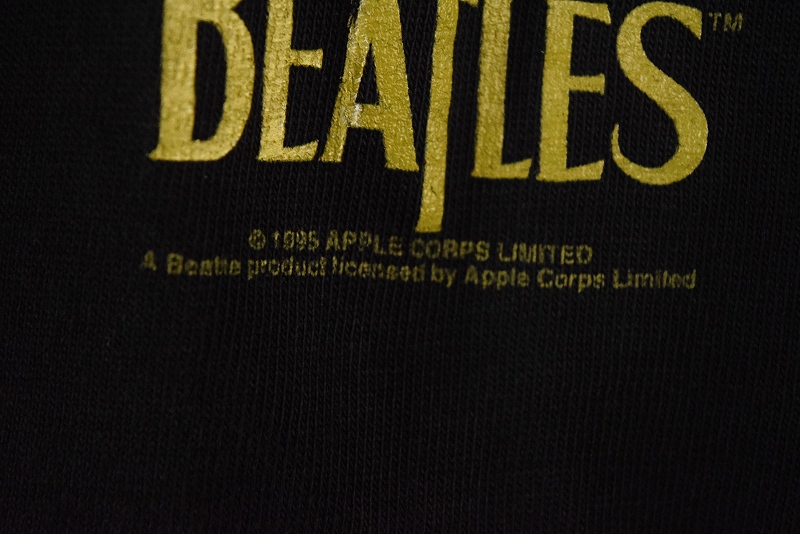 BEATLES™
© 1995 APPLE CORPS LIMITED
A Beatle product licensed by Apple Corps Limited